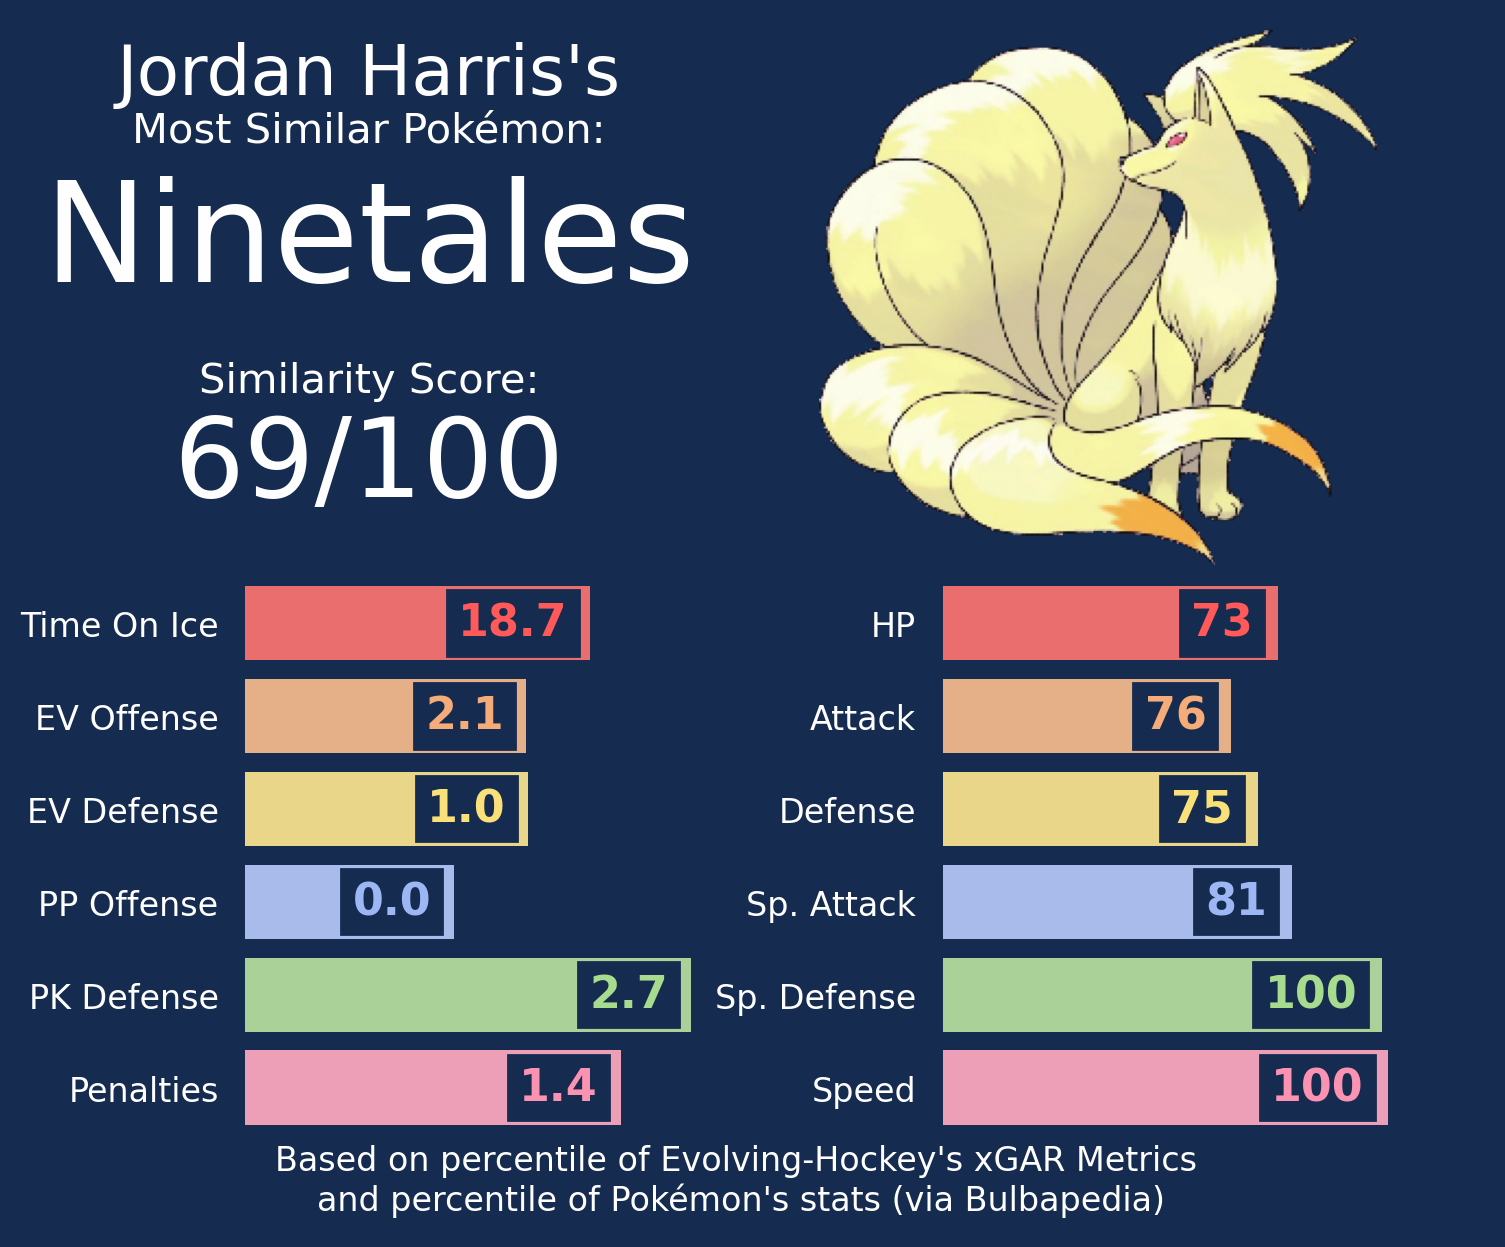 Jordan Harris's
Most Similar Pokémon:
Ninetales
Similarity Score:
69/100
Time On Ice 18.7
EV Offense 2.1
EV Defense 1.0
PP Offense 0.0
PK Defense 2.7
Penalties 1.4
HP 73
Attack 76
Defense 75
Sp. Attack 81
Sp. Defense 100
Speed 100
Based on percentile of Evolving-Hockey's xGAR Metrics
and percentile of Pokémon's stats (via Bulbapedia)